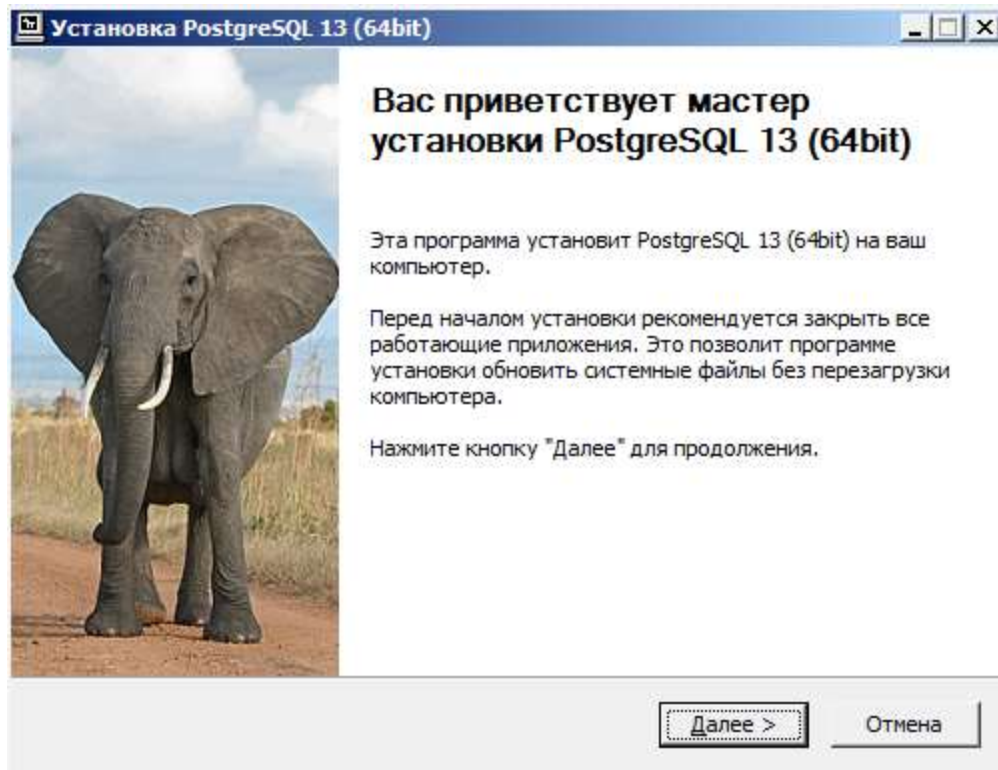 Установка PostgreSQL 13 (64bit)
Вас приветствует мастер
установки PostgreSQL 13 (64bit)
Эта программа установит PostgreSQL 13 (64bit) на ваш
компьютер.
Перед началом установки рекомендуется закрыть все
работающие приложения. Это позволит программе
установки обновить системные файлы без перезагрузки
компьютера.
Нажмите кнопку "Далее" для продолжения.
Далее >
Отмена